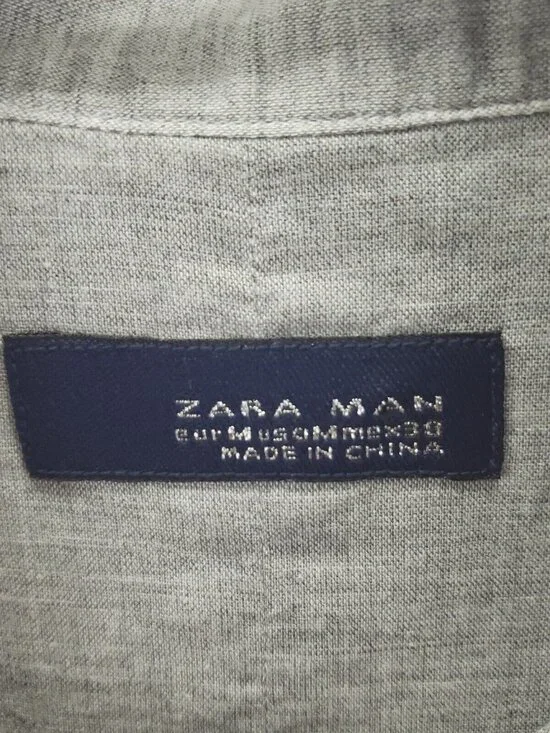 ZARA MAN
eur M usa M mex 38
MADE IN CHINA